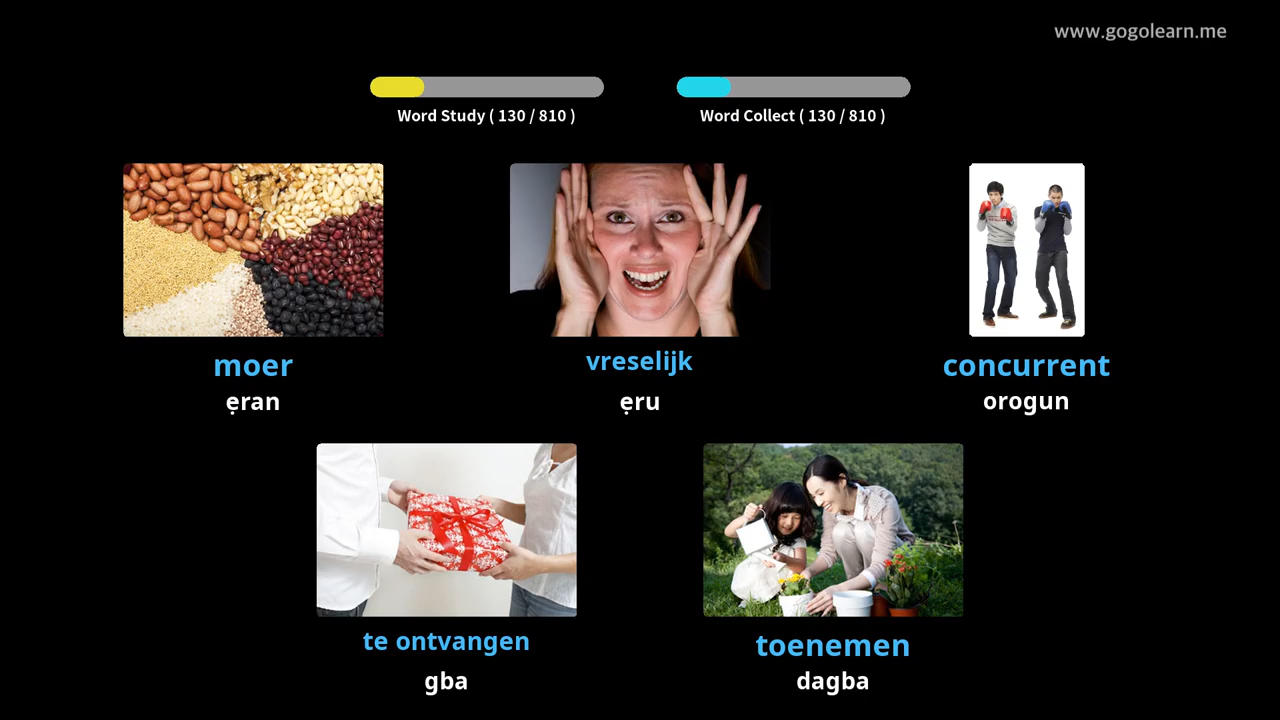 www.gogolearn.me
Word Study ( 130 / 810 )
Word Collect ( 130 / 810 )
moer
ẹran
vreselijk
ẹru
concurrent
orogun
te ontvangen
gba
toenemen
dagba